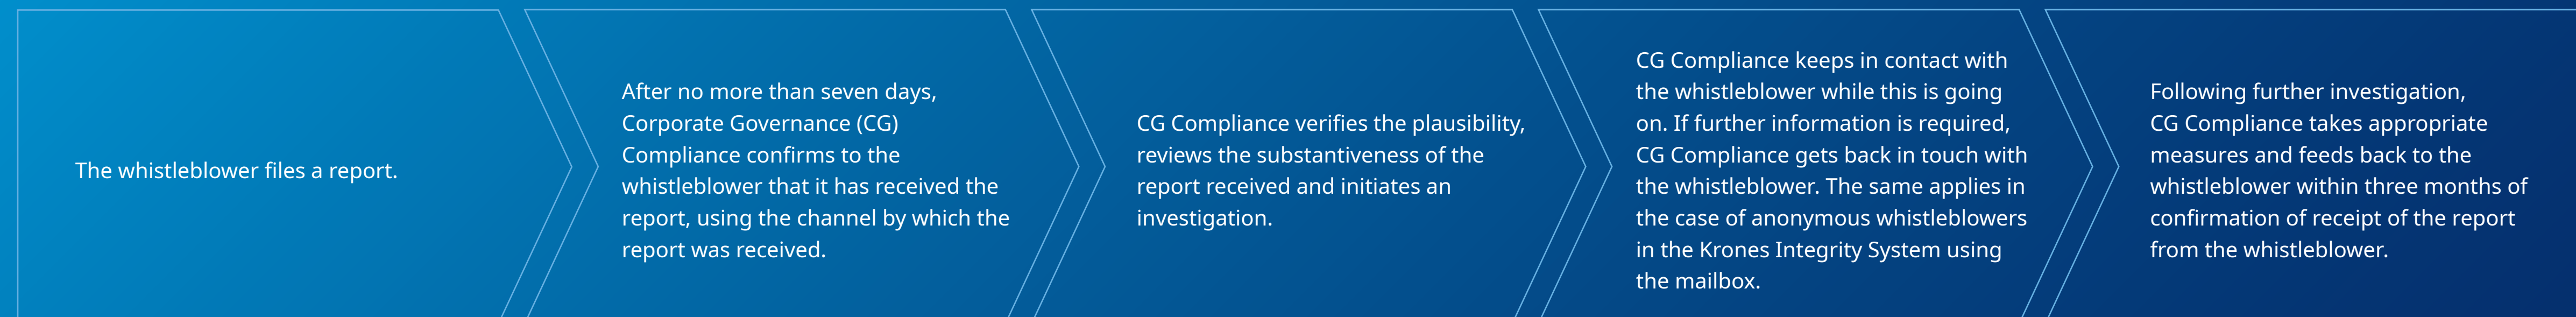 The whistleblower files a report.
After no more than seven days,
Corporate Governance (CG)
Compliance confirms to the
whistleblower that it has received the
report, using the channel by which the
report was received.
CG Compliance verifies the plausibility,
reviews the substantiveness of the
report received and initiates an
investigation.
CG Compliance keeps in contact with
the whistleblower while this is going
on. If further information is required,
CG Compliance gets back in touch with
the whistleblower. The same applies in
the case of anonymous whistleblowers
in the Krones Integrity System using
the mailbox.
Following further investigation,
CG Compliance takes appropriate
measures and feeds back to the
whistleblower within three months of
confirmation of receipt of the report
from the whistleblower.